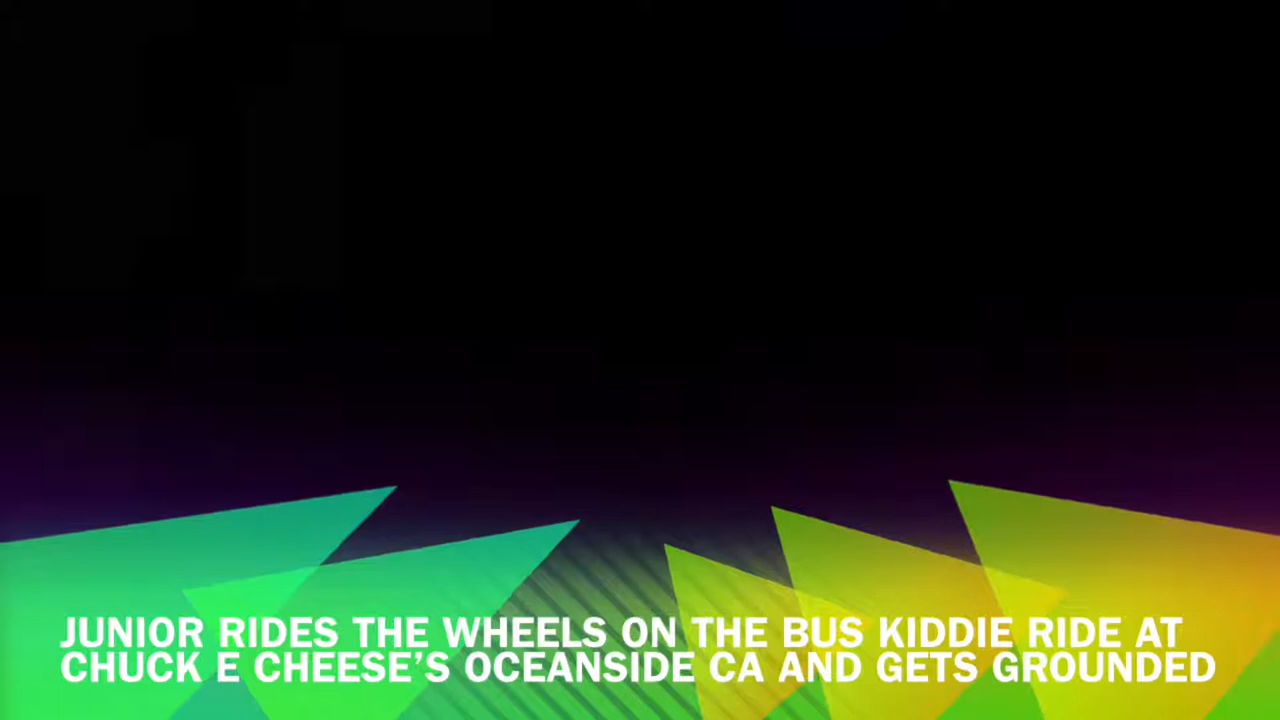 JUNIOR RIDES THE WHEELS ON THE BUS KIDDIE RIDE AT
CHUCK E CHEESE’S OCEANSIDE CA AND GETS GROUNDED